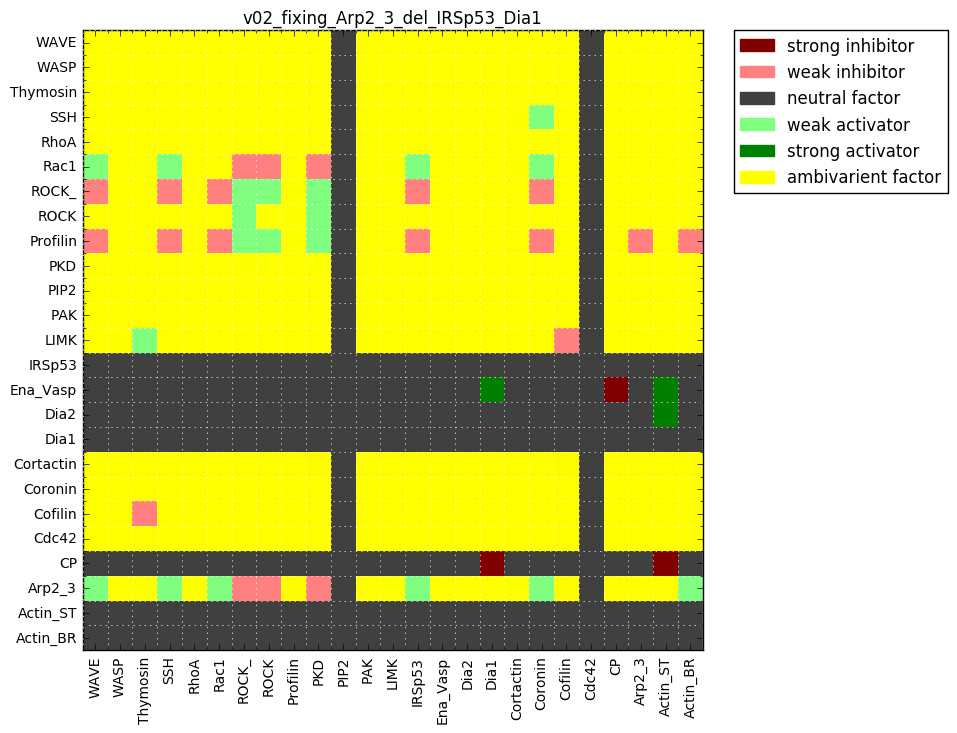 v02_fixing_Arp2_3_del_IRSp53_Dia1
strong inhibitor
weak inhibitor
neutral factor
weak activator
strong activator
ambivarient factor
WAVE
WASP
Thymosin
SSH
RhoA
Rac1
ROCK_
ROCK
Profilin
PKD
PIP2
PAK
LIMK
IRSp53
Ena_Vasp
Dia2
Dia1
Cortactin
Coronin
Cofilin
Cdc42
CP
Arp2_3
Actin_ST
Actin_BR
WAVE
WASP
Thymosin
SSH
RhoA
Rac1
ROCK_
ROCK
Profilin
PKD
PIP2
PAK
LIMK
IRSp53
Ena_Vasp
Dia2
Dia1
Cortactin
Coronin
Cofilin
Cdc42
CP
Arp2_3
Actin_ST
Actin_BR